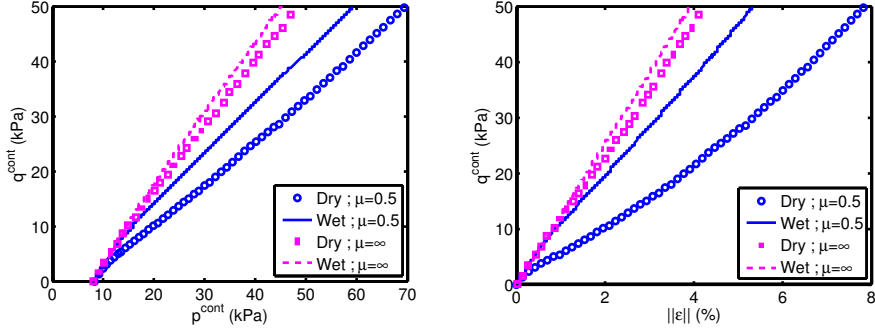 50
40
30
20
10
0
0 10 20 30 40 50 60 70
q^cont (kPa)
p^cont (kPa)
Dry ; μ=0.5
Wet ; μ=0.5
Dry ; μ=∞
Wet ; μ=∞
50
40
30
20
10
0
0 2 4 6 8
q^cont (kPa)
||ε|| (%)
Dry ; μ=0.5
Wet ; μ=0.5
Dry ; μ=∞
Wet ; μ=∞